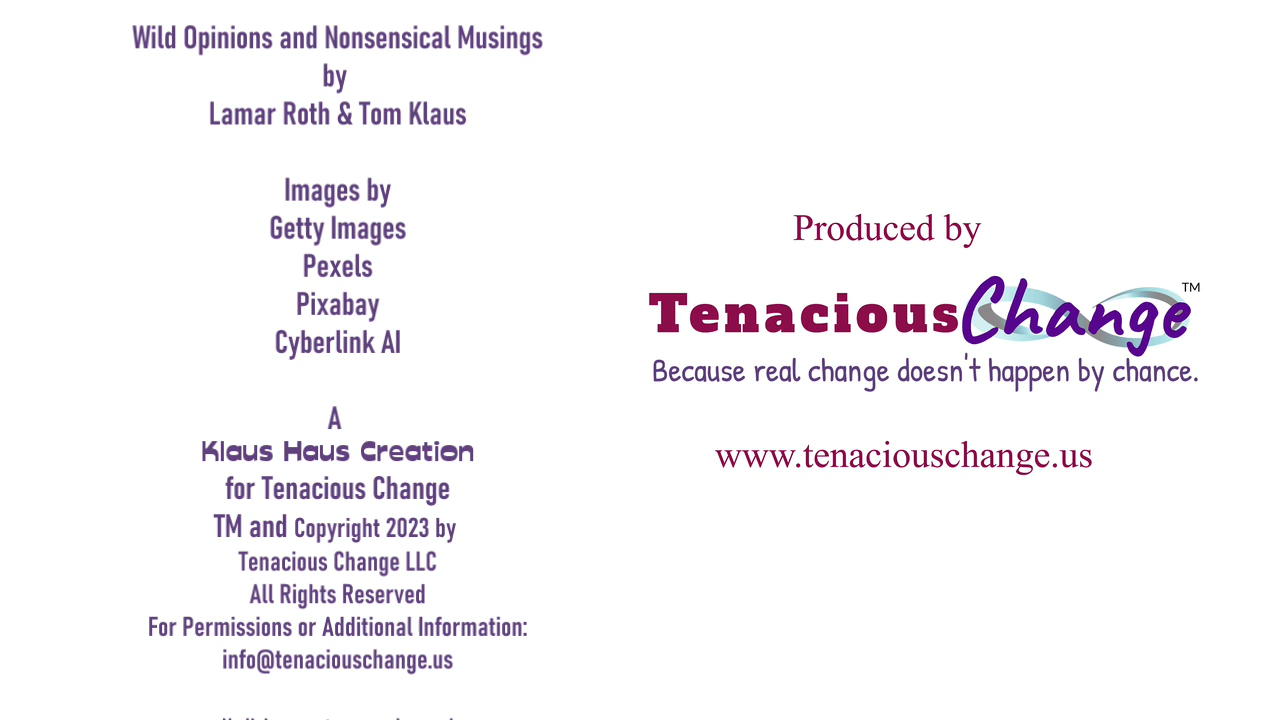 Wild Opinions and Nonsensical Musings
by
Lamar Roth & Tom Klaus
Images by
Getty Images
Pexels
Pixabay
Cyberlink AI
A
Klaus Haus Creation
for Tenacious Change
TM and Copyright 2023 by
Tenacious Change LLC
All Rights Reserved
For Permissions or Additional Information:
info@tenaciouschange.us
Produced by
TenaciousChange™
Because real change doesn't happen by chance.
www.tenaciouschange.us